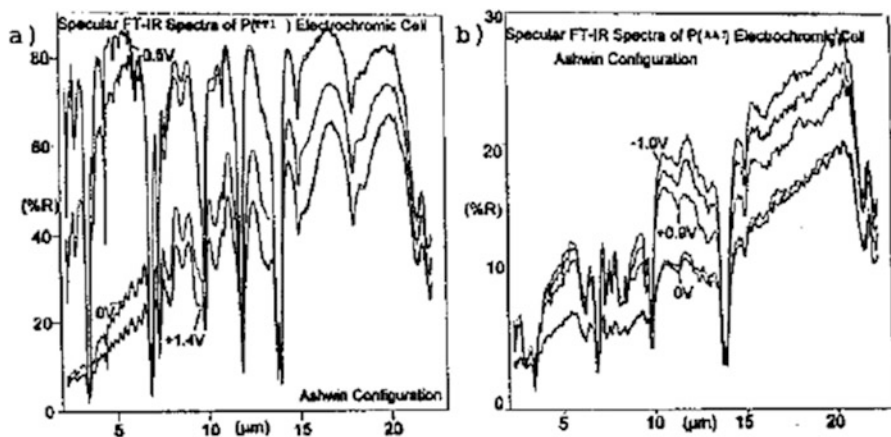 a)
Specular FT-IR Spectra of P( ) Electrochromic Cell
80
60
(%R)
40
20
0
0.5V
0V
+1.4V
Ashwin Configuration
5
10
(μm)
15
20
b)
Specular FT-IR Spectra of P( ) Electrochromic Cell
Ashwin Configuration
30
20
(%R)
10
0
-1.0V
+0.9V
0V
5
10
(μm)
15
20